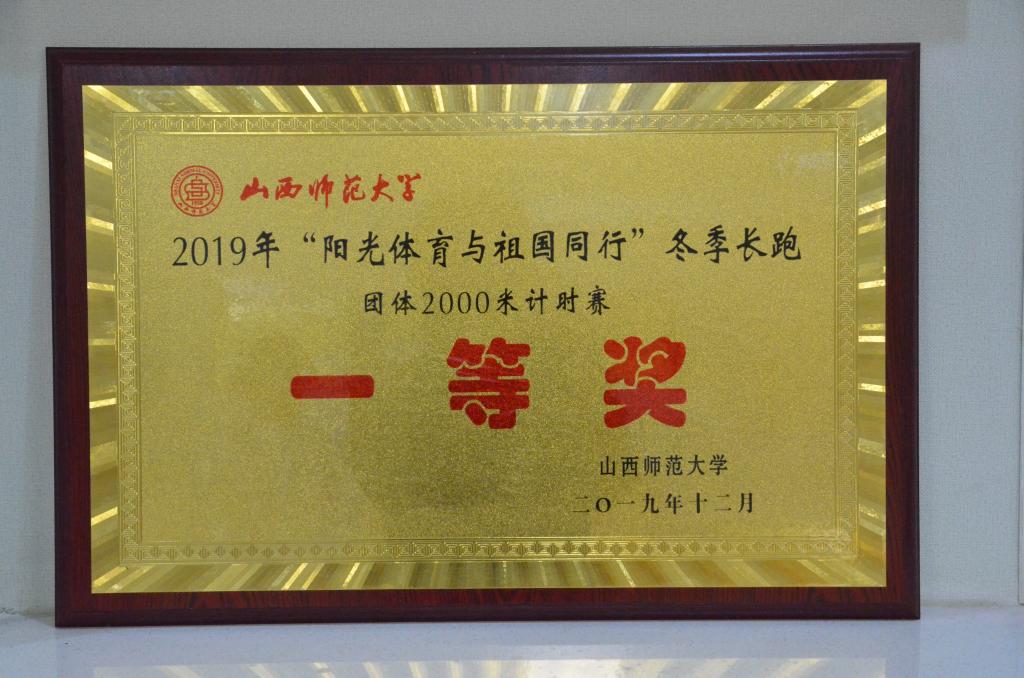 山西师范大学
2019年“阳光体育与祖国同行”冬季长跑
团体2000米计时赛
一等奖
山西师范大学
二〇一九年十二月